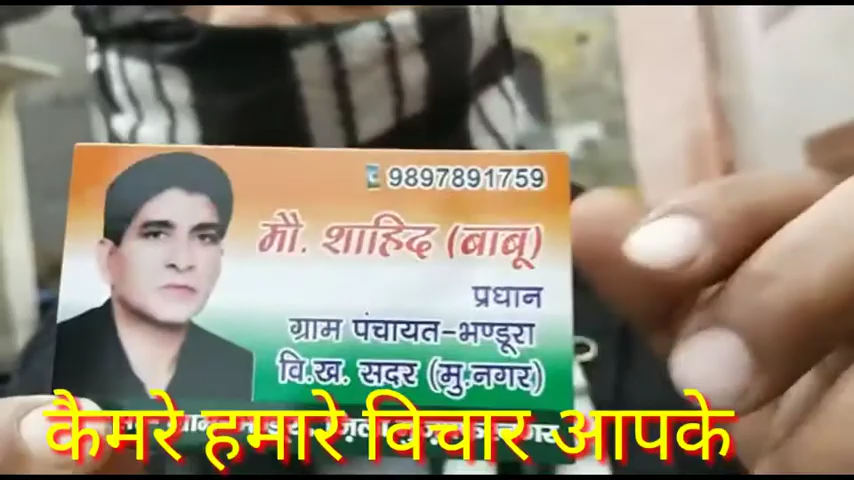 9897891759
मौ. शाहिद (बाबू)
प्रधान
ग्राम पंचायत-भण्डूरा
वि.ख. सदर (मु.नगर)
कैमरे हमारे विचार आपके